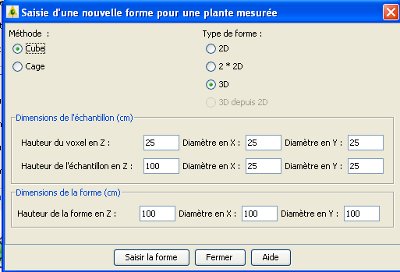 Saisie d'une nouvelle forme pour une plante mesurée
Méthode : Type de forme :
Cube 2D
Cage 2 * 2D
3D
3D depuis 2D
Dimensions de l'échantillon (cm)
Hauteur du voxel en Z : 25 Diamètre en X : 25 Diamètre en Y : 25
Hauteur de l'échantillon en Z : 100 Diamètre en X : 25 Diamètre en Y : 25
Dimensions de la forme (cm)
Hauteur de la forme en Z : 100 Diamètre en X : 100 Diamètre en Y : 100
Saisir la forme Fermer Aide